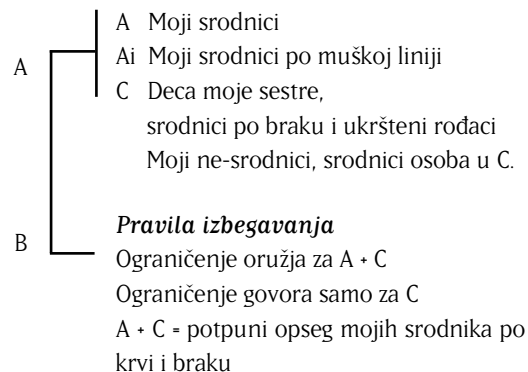 A Moji srodnici
A Ai Moji srodnici po muškoj liniji
C Deca moje sestre,
srodnici po braku i ukršteni rođaci
Moji ne-srodnici, srodnici osoba u C.
Pravila izbegavanja
B
Ograničenje oružja za A + C
Ograničenje govora samo za C
A + C = potpuni opseg mojih srodnika po
krvi i braku